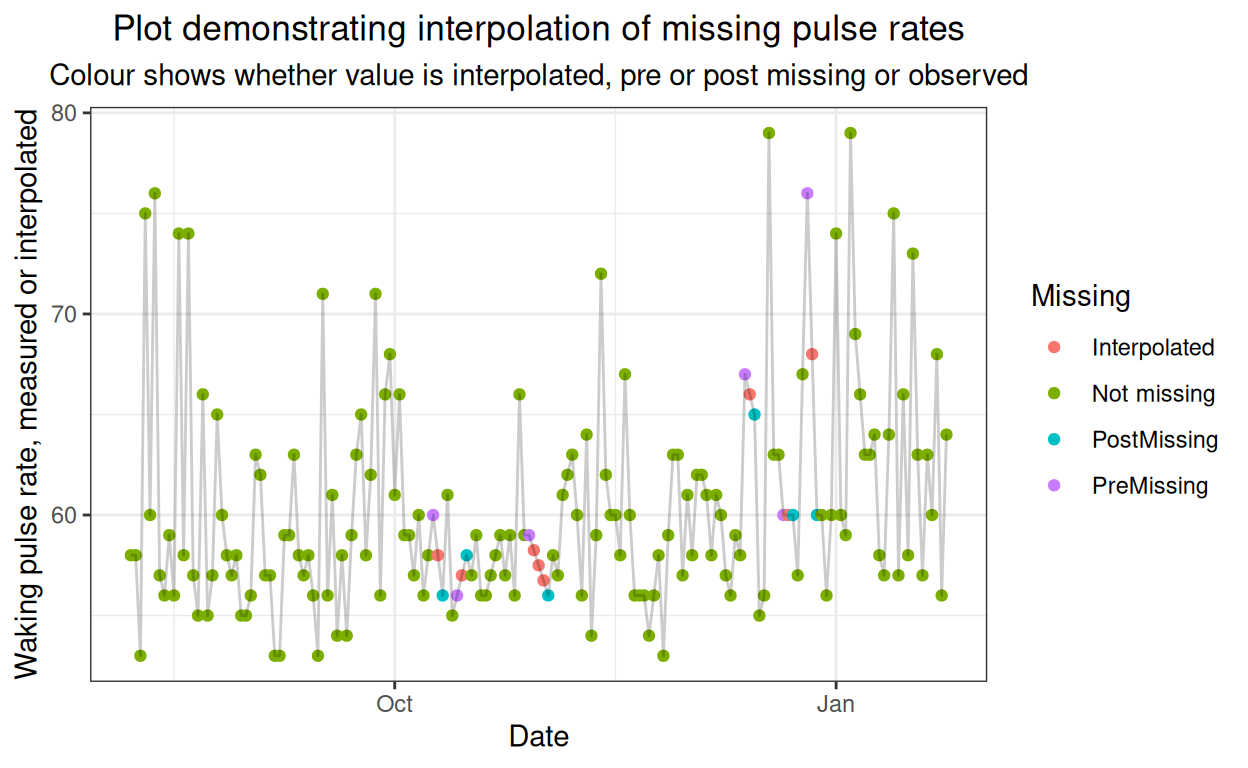 Plot demonstrating interpolation of missing pulse rates
Colour shows whether value is interpolated, pre or post missing or observed
Waking pulse rate, measured or interpolated
80
70
60
Oct
Jan
Date
Missing
Interpolated
Not missing
PostMissing
PreMissing